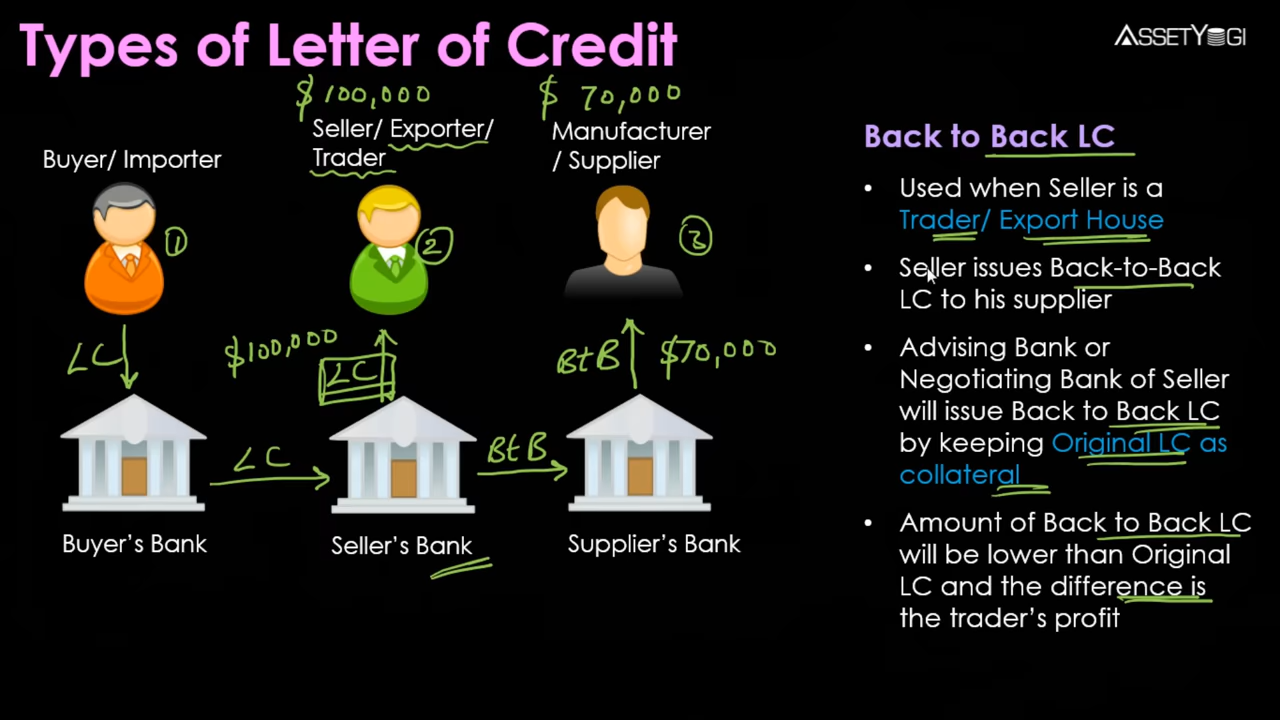 Types of Letter of Credit
ASSETYOGI
$100,000
$ 70,000
Buyer/ Importer
Seller/ Exporter/
Trader
Manufacturer
/ Supplier
1
2
3
LC
$100,000
LC
BtB
$70,000
LC
BtB
Buyer's Bank
Seller's Bank
Supplier's Bank
Back to Back LC
• Used when Seller is a
Trader/ Export House
• Seller issues Back-to-Back
LC to his supplier
• Advising Bank or
Negotiating Bank of Seller
will issue Back to Back LC
by keeping Original LC as
collateral
• Amount of Back to Back LC
will be lower than Original
LC and the difference is
the trader's profit